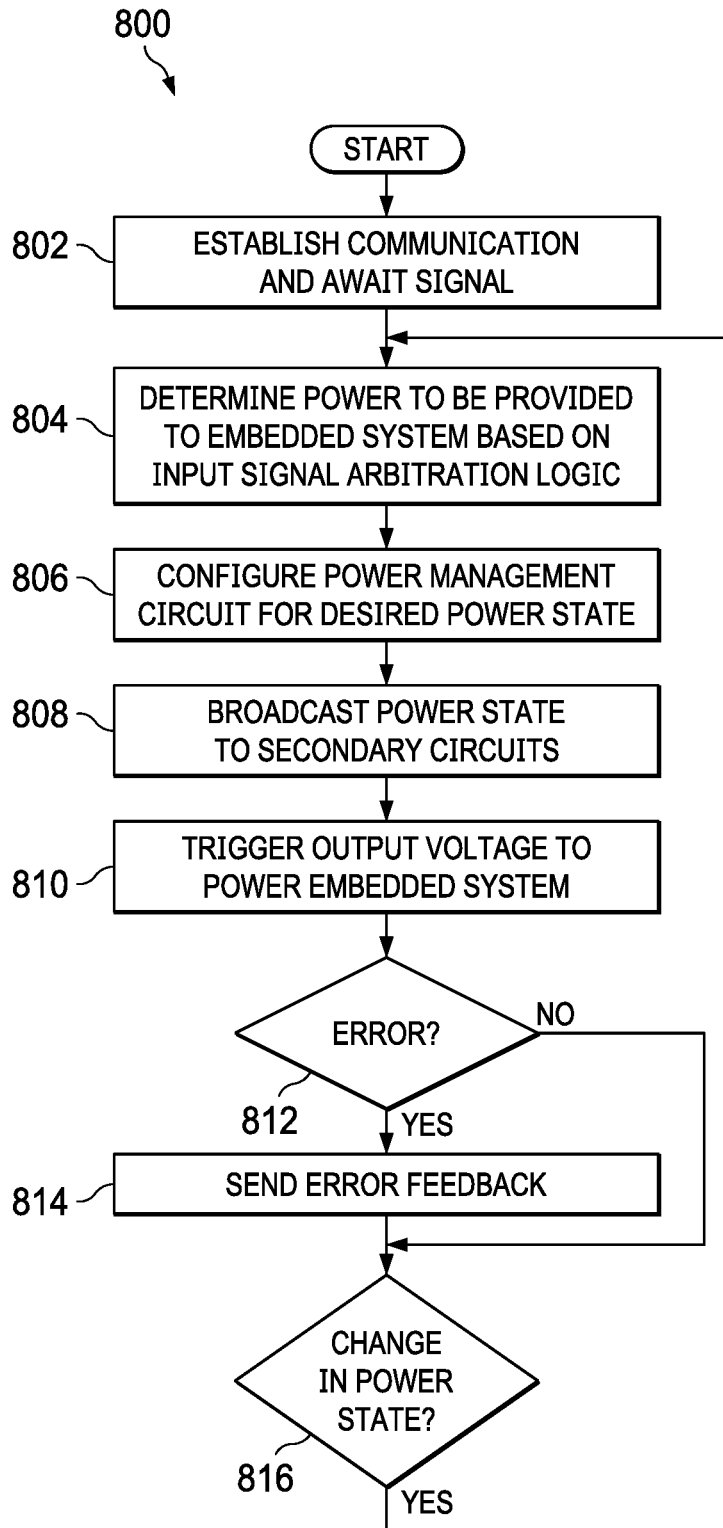 800
START
802
ESTABLISH COMMUNICATION
AND AWAIT SIGNAL
804
DETERMINE POWER TO BE PROVIDED
TO EMBEDDED SYSTEM BASED ON
INPUT SIGNAL ARBITRATION LOGIC
806
CONFIGURE POWER MANAGEMENT
CIRCUIT FOR DESIRED POWER STATE
808
BROADCAST POWER STATE
TO SECONDARY CIRCUITS
810
TRIGGER OUTPUT VOLTAGE TO
POWER EMBEDDED SYSTEM
ERROR?
NO
812
YES
814
SEND ERROR FEEDBACK
CHANGE
IN POWER
STATE?
816
YES